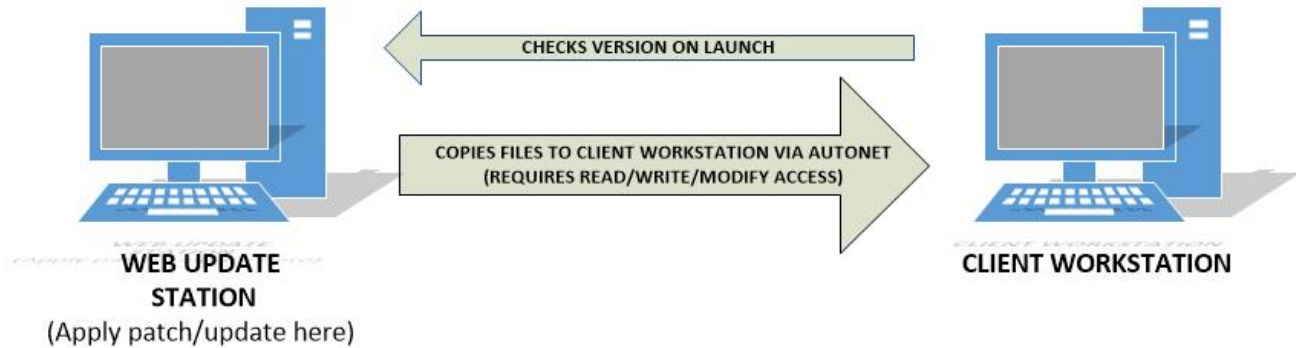 CHECKS VERSION ON LAUNCH
COPIES FILES TO CLIENT WORKSTATION VIA AUTONET
(REQUIRES READ/WRITE/MODIFY ACCESS)
WEB UPDATE
STATION
(Apply patch/update here)
CLIENT WORKSTATION